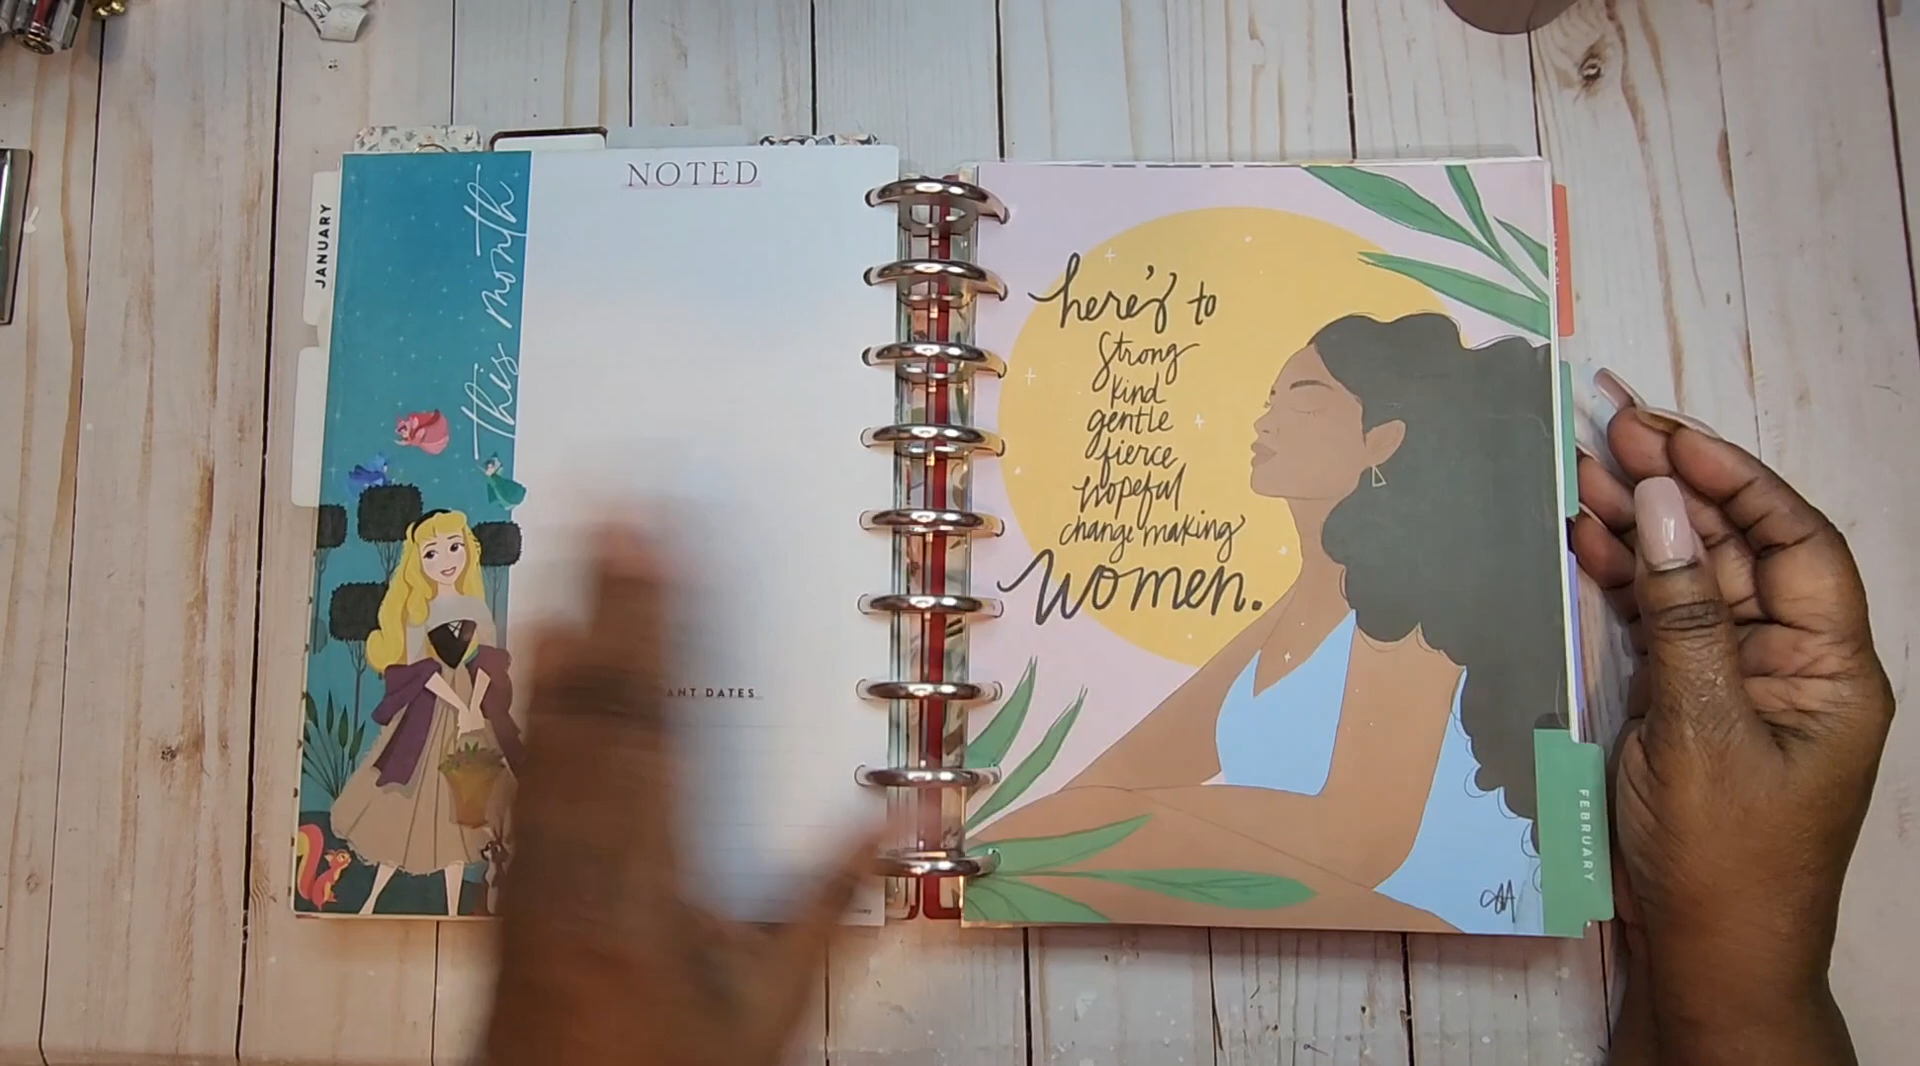 JANUARY
This month
NOTED
ANT DATES
here's to
strong
kind
gentle
fierce
hopeful
change making
women.
FEBRUARY